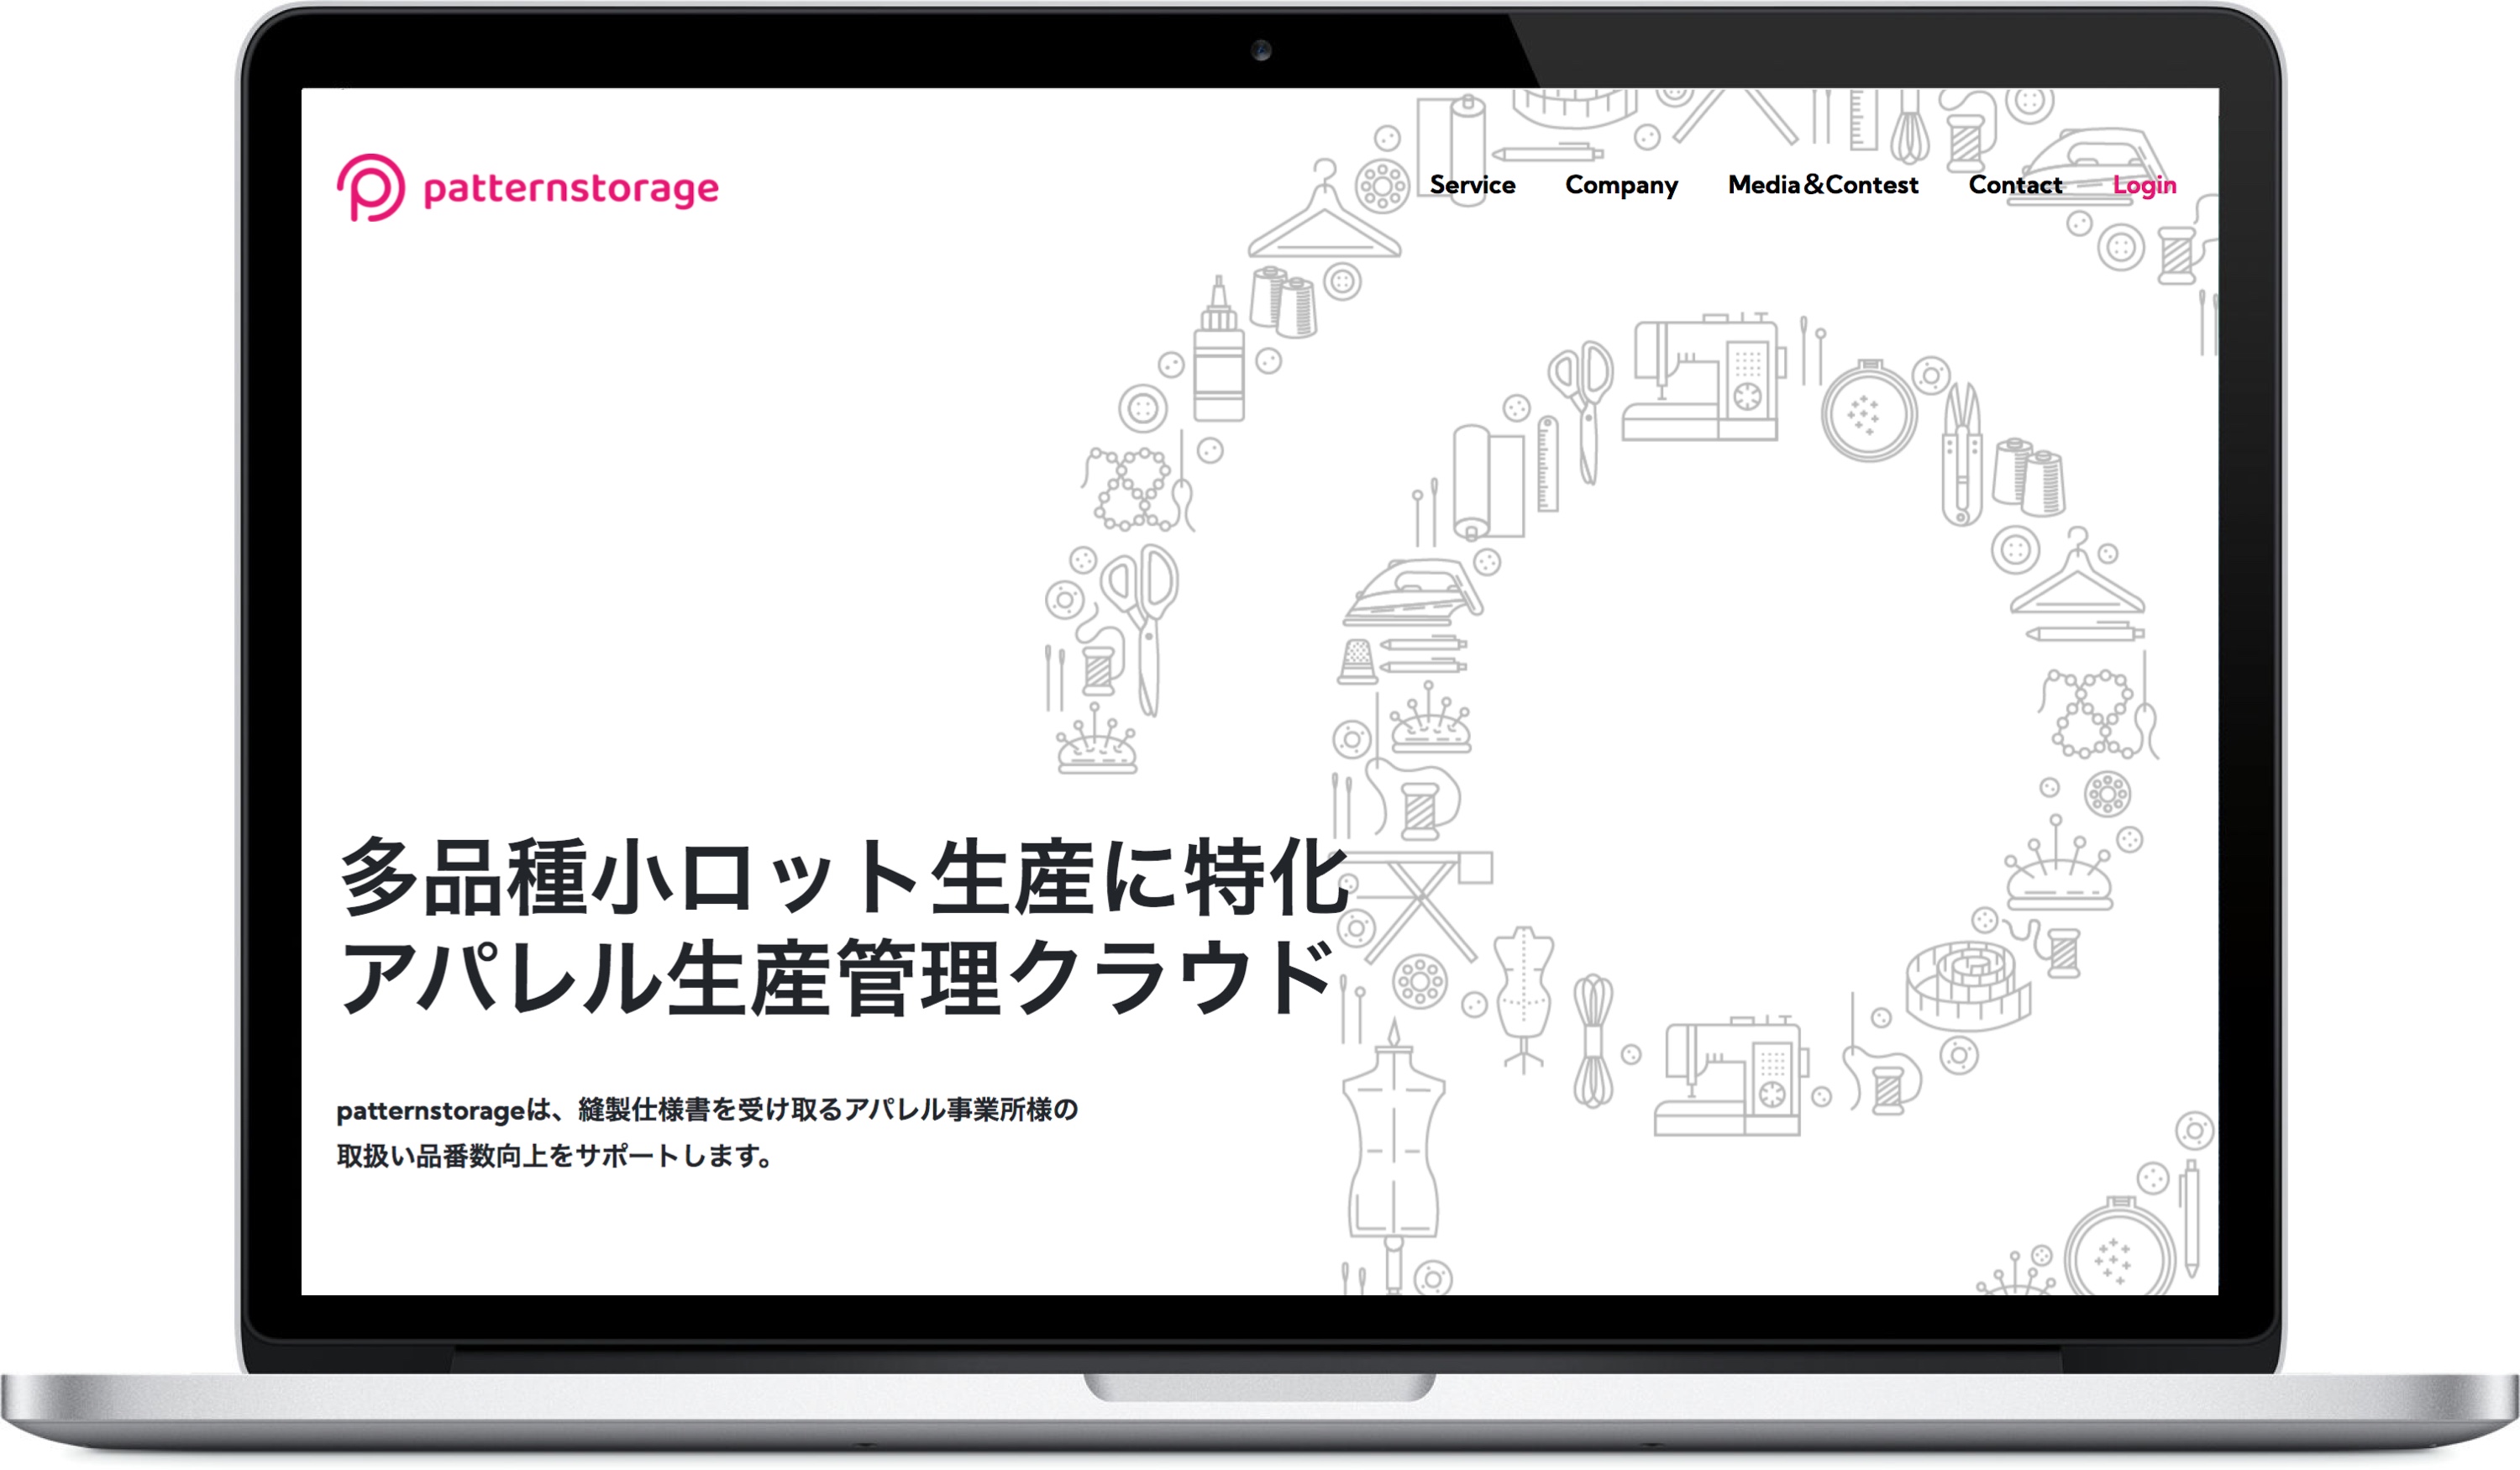 patternstorage
Service Company Media&Contest Contact Login
多品種小ロット生産に特化
アパレル生産管理クラウド
patternstorageは、縫製仕様書を受け取るアパレル事業所様の
取扱い品番数向上をサポートします。